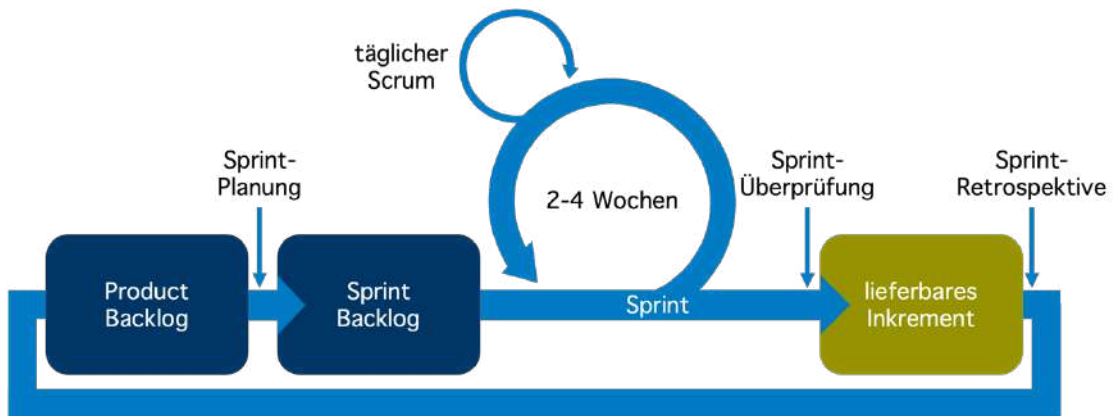 täglicher
Scrum
Sprint-
Planung
2-4 Wochen
Sprint-
Überprüfung
Sprint-
Retrospektive
Product
Backlog
Sprint
Backlog
Sprint
lieferbares
Inkrement